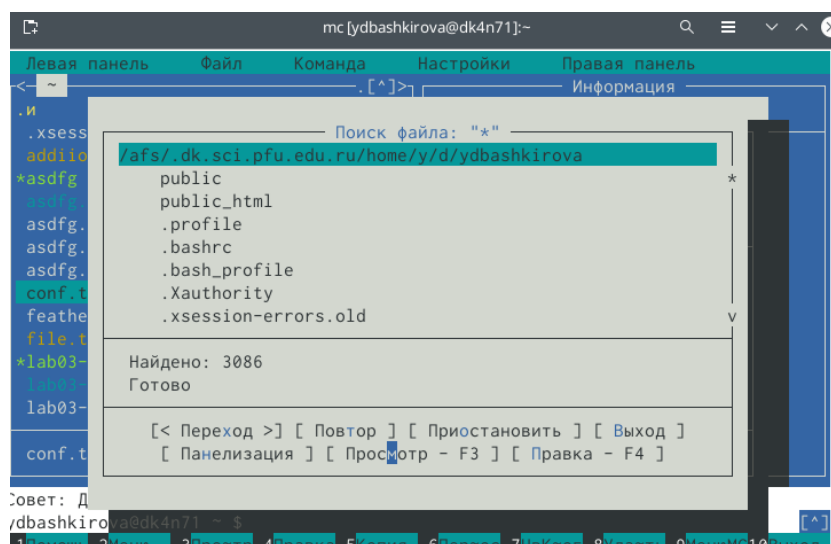 mc [ydbashkirova@dk4n71]:~
Левая панель Файл Команда Настройки Правая панель
<— ~ .[^]> Информация
.и
.xsess
Поиск файла: "*"
addiio
/afs/.dk.sci.pfu.edu.ru/home/y/d/ydbashkirova
*asdfg public *
asdfg. public_html
asdfg. .profile
asdfg. .bashrc
asdfg. .bash_profile
conf.t .Xauthority
feathe .xsession-errors.old v
file.t
*lab03- Найдено: 3086
lab03- Готово
lab03-
[< Переход >] [ Повтор ] [ Приостановить ] [ Выход ]
conf.t [ Панелизация ] [ Просмотр - F3 ] [ Правка - F4 ]
Совет: Д
ydbashkirova@dk4n71 ~ $ [^]